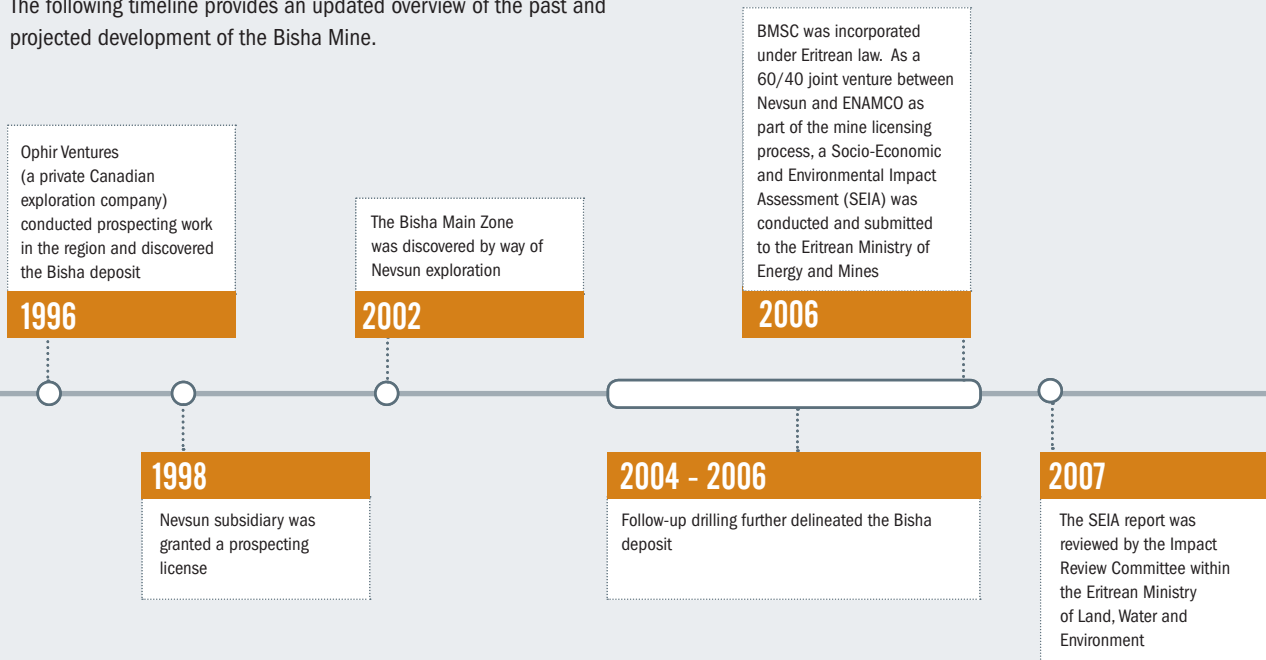 The following timeline provides an updated overview of the past and
projected development of the Bisha Mine.
Ophir Ventures
(a private Canadian
exploration company)
conducted prospecting work
in the region and discovered
the Bisha deposit
1996
Nevsun subsidiary was
granted a prospecting
license
1998
The Bisha Main Zone
was discovered by way of
Nevsun exploration
2002
2004 - 2006
Follow-up drilling further delineated the Bisha
deposit
BMSC was incorporated
under Eritrean law. As a
60/40 joint venture between
Nevsun and ENAMCO as
part of the mine licensing
process, a Socio-Economic
and Environmental Impact
Assessment (SEIA) was
conducted and submitted
to the Eritrean Ministry of
Energy and Mines
2006
2007
The SEIA report was
reviewed by the Impact
Review Committee within
the Eritrean Ministry
of Land, Water and
Environment